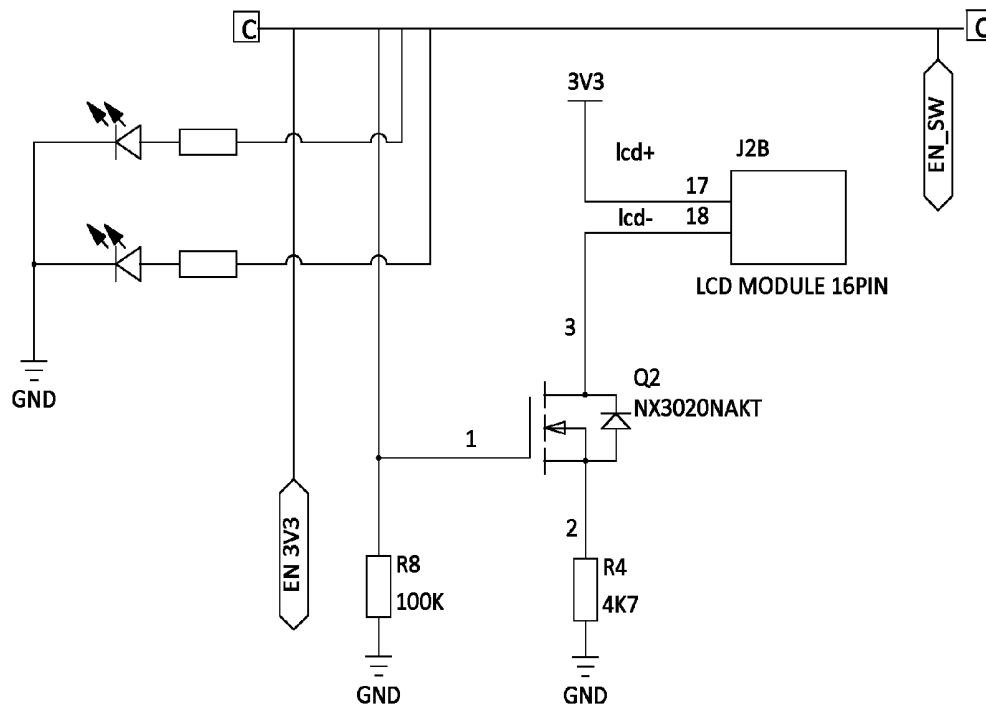 C
C
3V3
EN_SW
lcd+
J2B
17
lcd-
18
LCD MODULE 16PIN
3
GND
Q2
NX3020NAKT
1
EN 3V3
2
R8
100K
R4
4K7
GND
GND